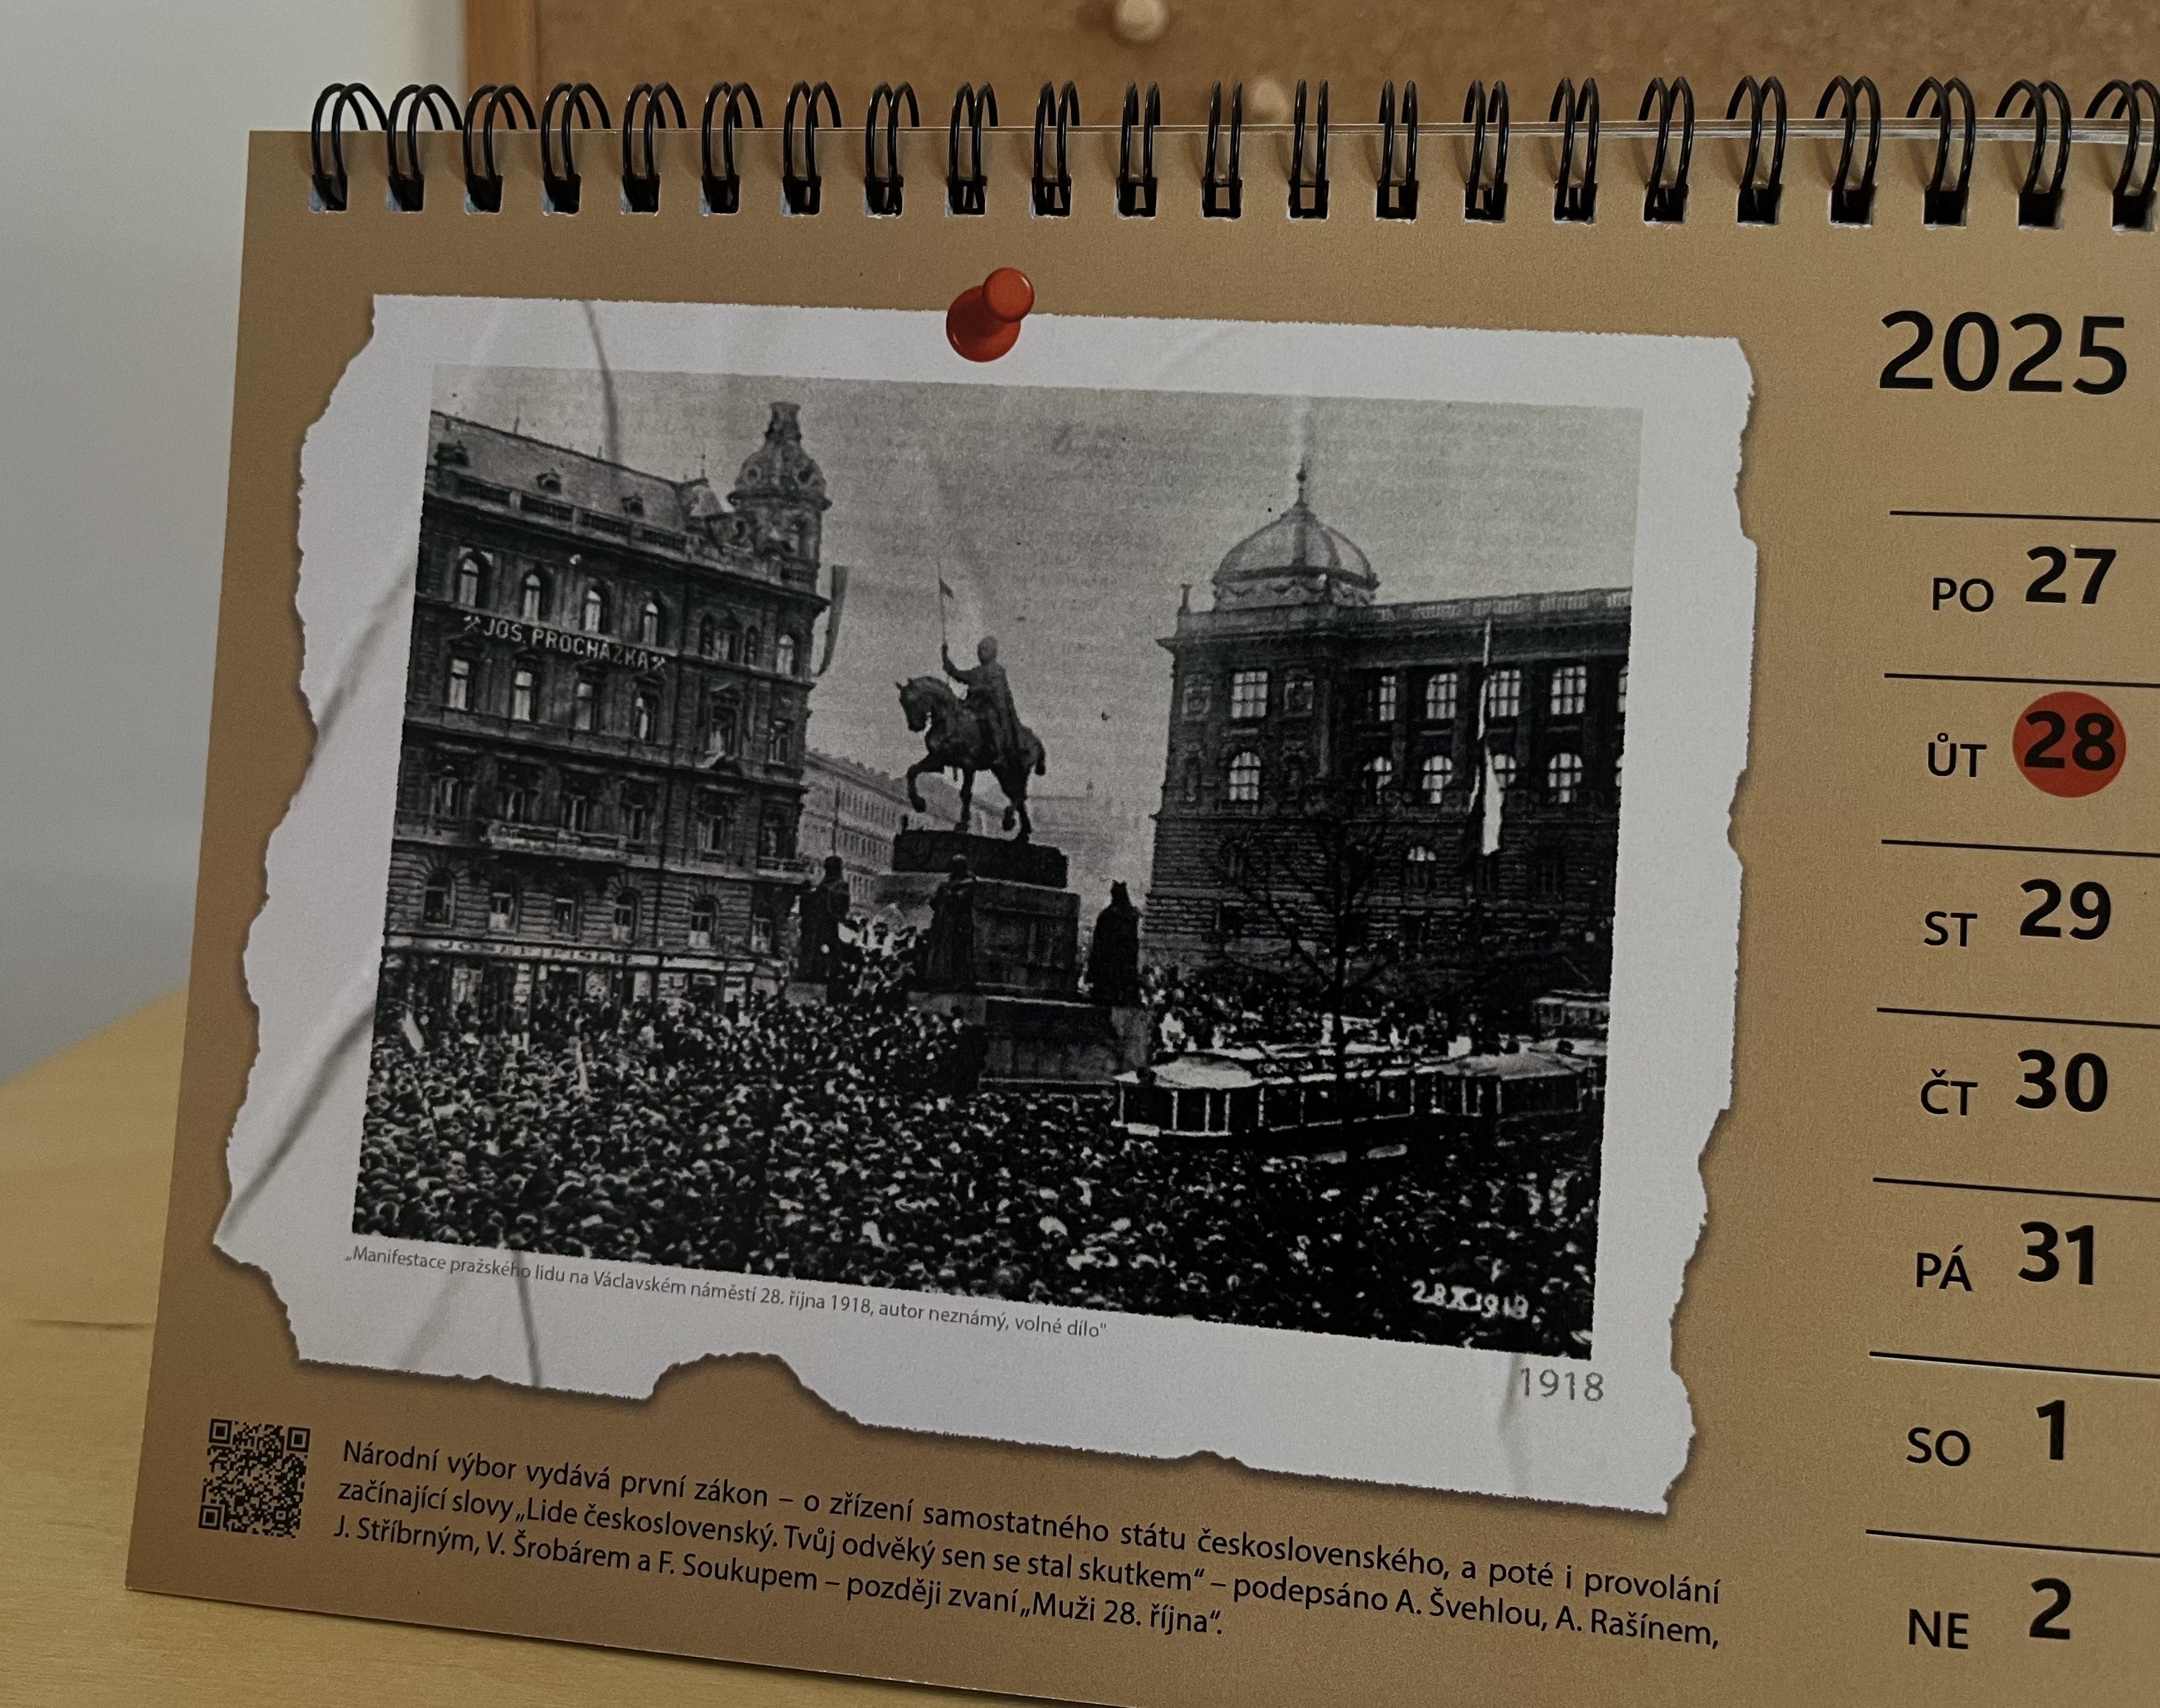 2025
PO 27
ŮT 28
ST 29
ČT 30
PÁ 31
SO 1
NE 2
JOS. PROCHÁZKA
28X1918.
„Manifestace pražského lidu na Václavském náměstí 28. října 1918, autor neznámý, volné dílo"
1918
Národní výbor vydává první zákon – o zřízení samostatného státu československého, a poté i provolání
začínající slovy „Lide československý. Tvůj odvěký sen se stal skutkem“ – podepsáno A. Švehlou, A. Rašínem,
J. Stříbrným, V. Šrobárem a F. Soukupem – později zvaní „Muži 28. října“.